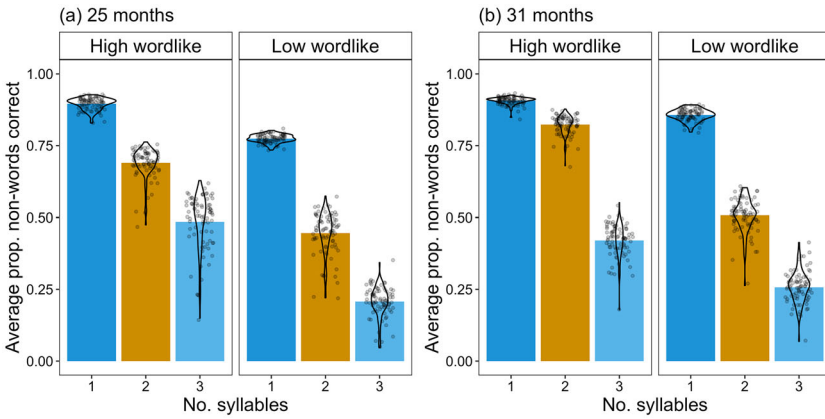 (a) 25 months
High wordlike
Low wordlike
Average prop. non-words correct
1.00
0.75
0.50
0.25
0.00
1 2 3
1 2 3
No. syllables
(b) 31 months
High wordlike
Low wordlike
Average prop. non-words correct
1.00
0.75
0.50
0.25
0.00
1 2 3
1 2 3
No. syllables